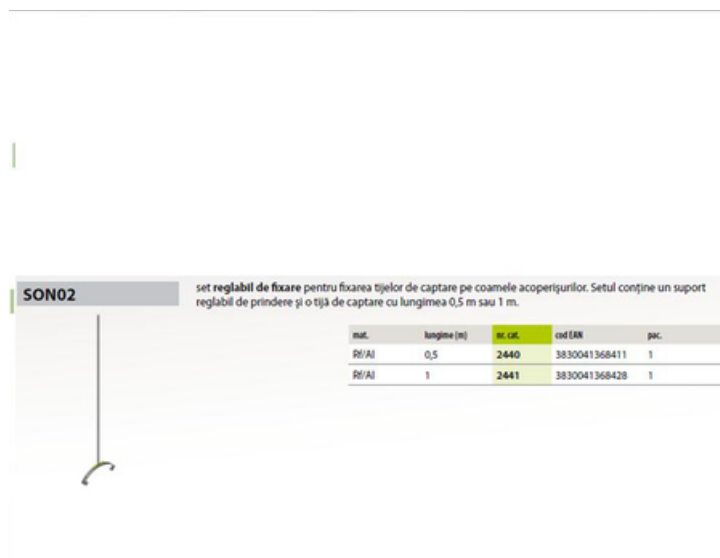 SON02
set reglabil de fixare pentru fixarea tijelor de captare pe coamele acoperișurilor. Setul conține un suport
reglabil de prindere și o tijă de captare cu lungimea 0,5 m sau 1 m.
mat. lungime (m) nr. cat. cod EAN pac.
Rf/Al 0,5 2440 3830041368411 1
Rf/Al 1 2441 3830041368428 1